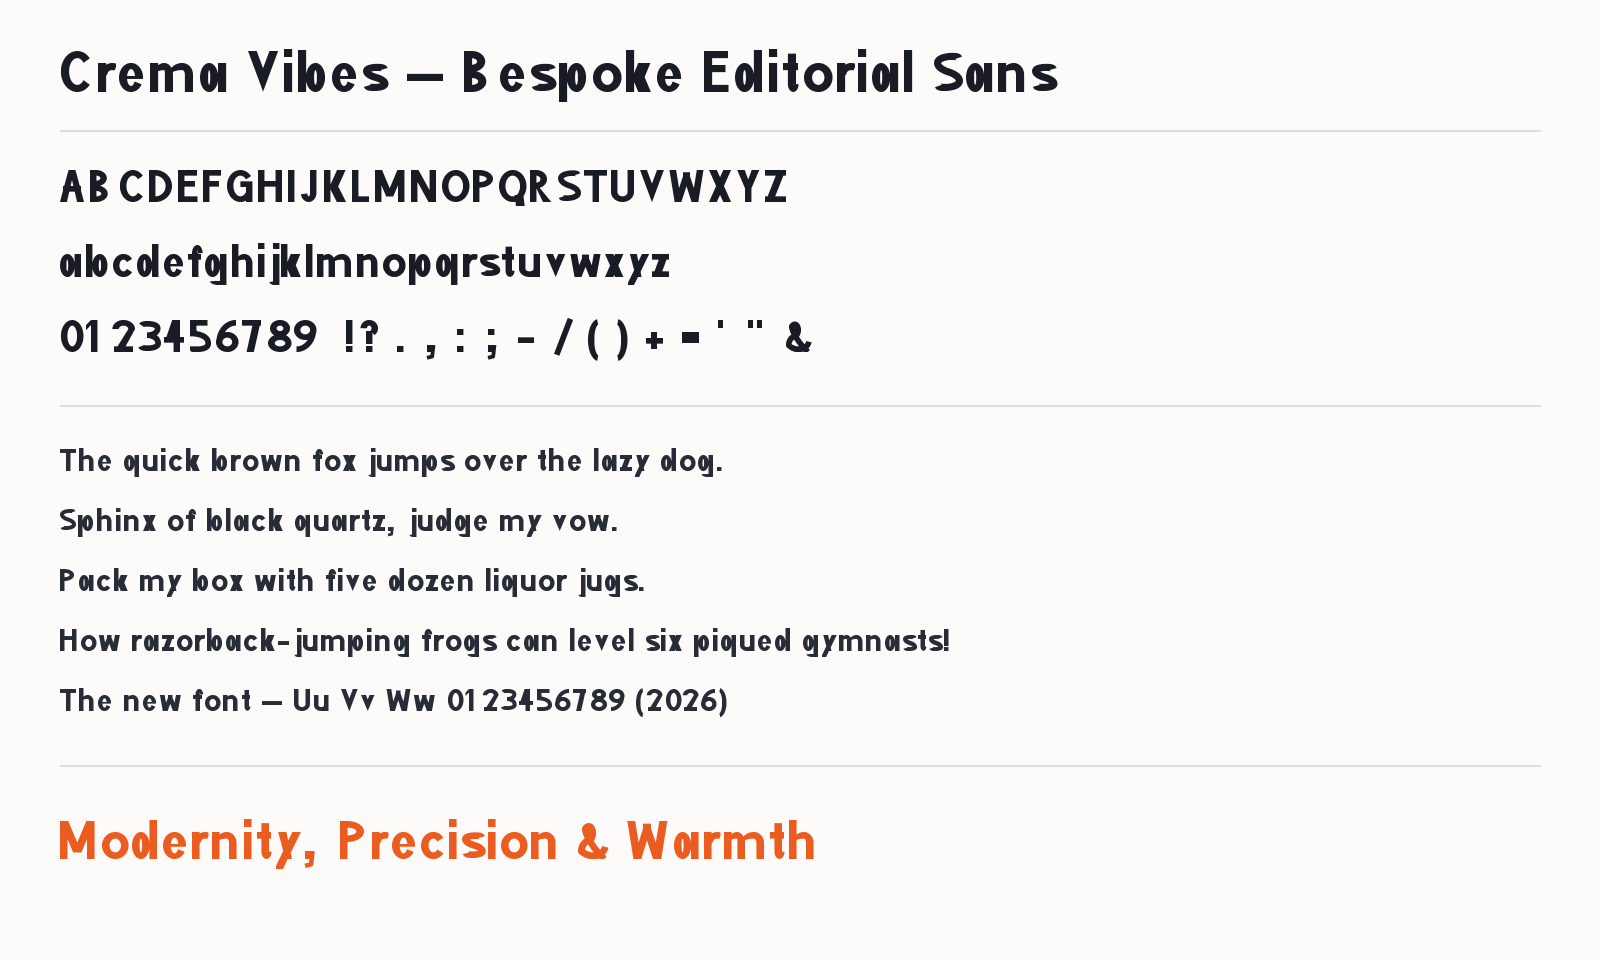 Crema Vibes — Bespoke Editorial Sans
ABCDEFGHIJKLMNOPQRSTUVWXYZ
abcdefghijklmnopqrstuvwxyz
0123456789 !? . , : ; - / ( ) + = ' " &
The quick brown fox jumps over the lazy dog.
Sphinx of black quartz, judge my vow.
Pack my box with five dozen liquor jugs.
How razorback-jumping frogs can level six piqued gymnasts!
The new font — Uu Vv Ww 0123456789 (2026)
Modernity, Precision & Warmth